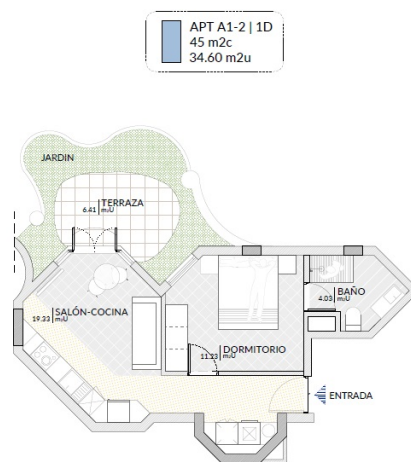 APT A1-2 | 1D
45 m2c
34.60 m2u
JARDIN
6.41 m²U TERRAZA
19.33 m²U SALÓN-COCINA
4.03 m²U BAÑO
11.23 m²U DORMITORIO
ENTRADA